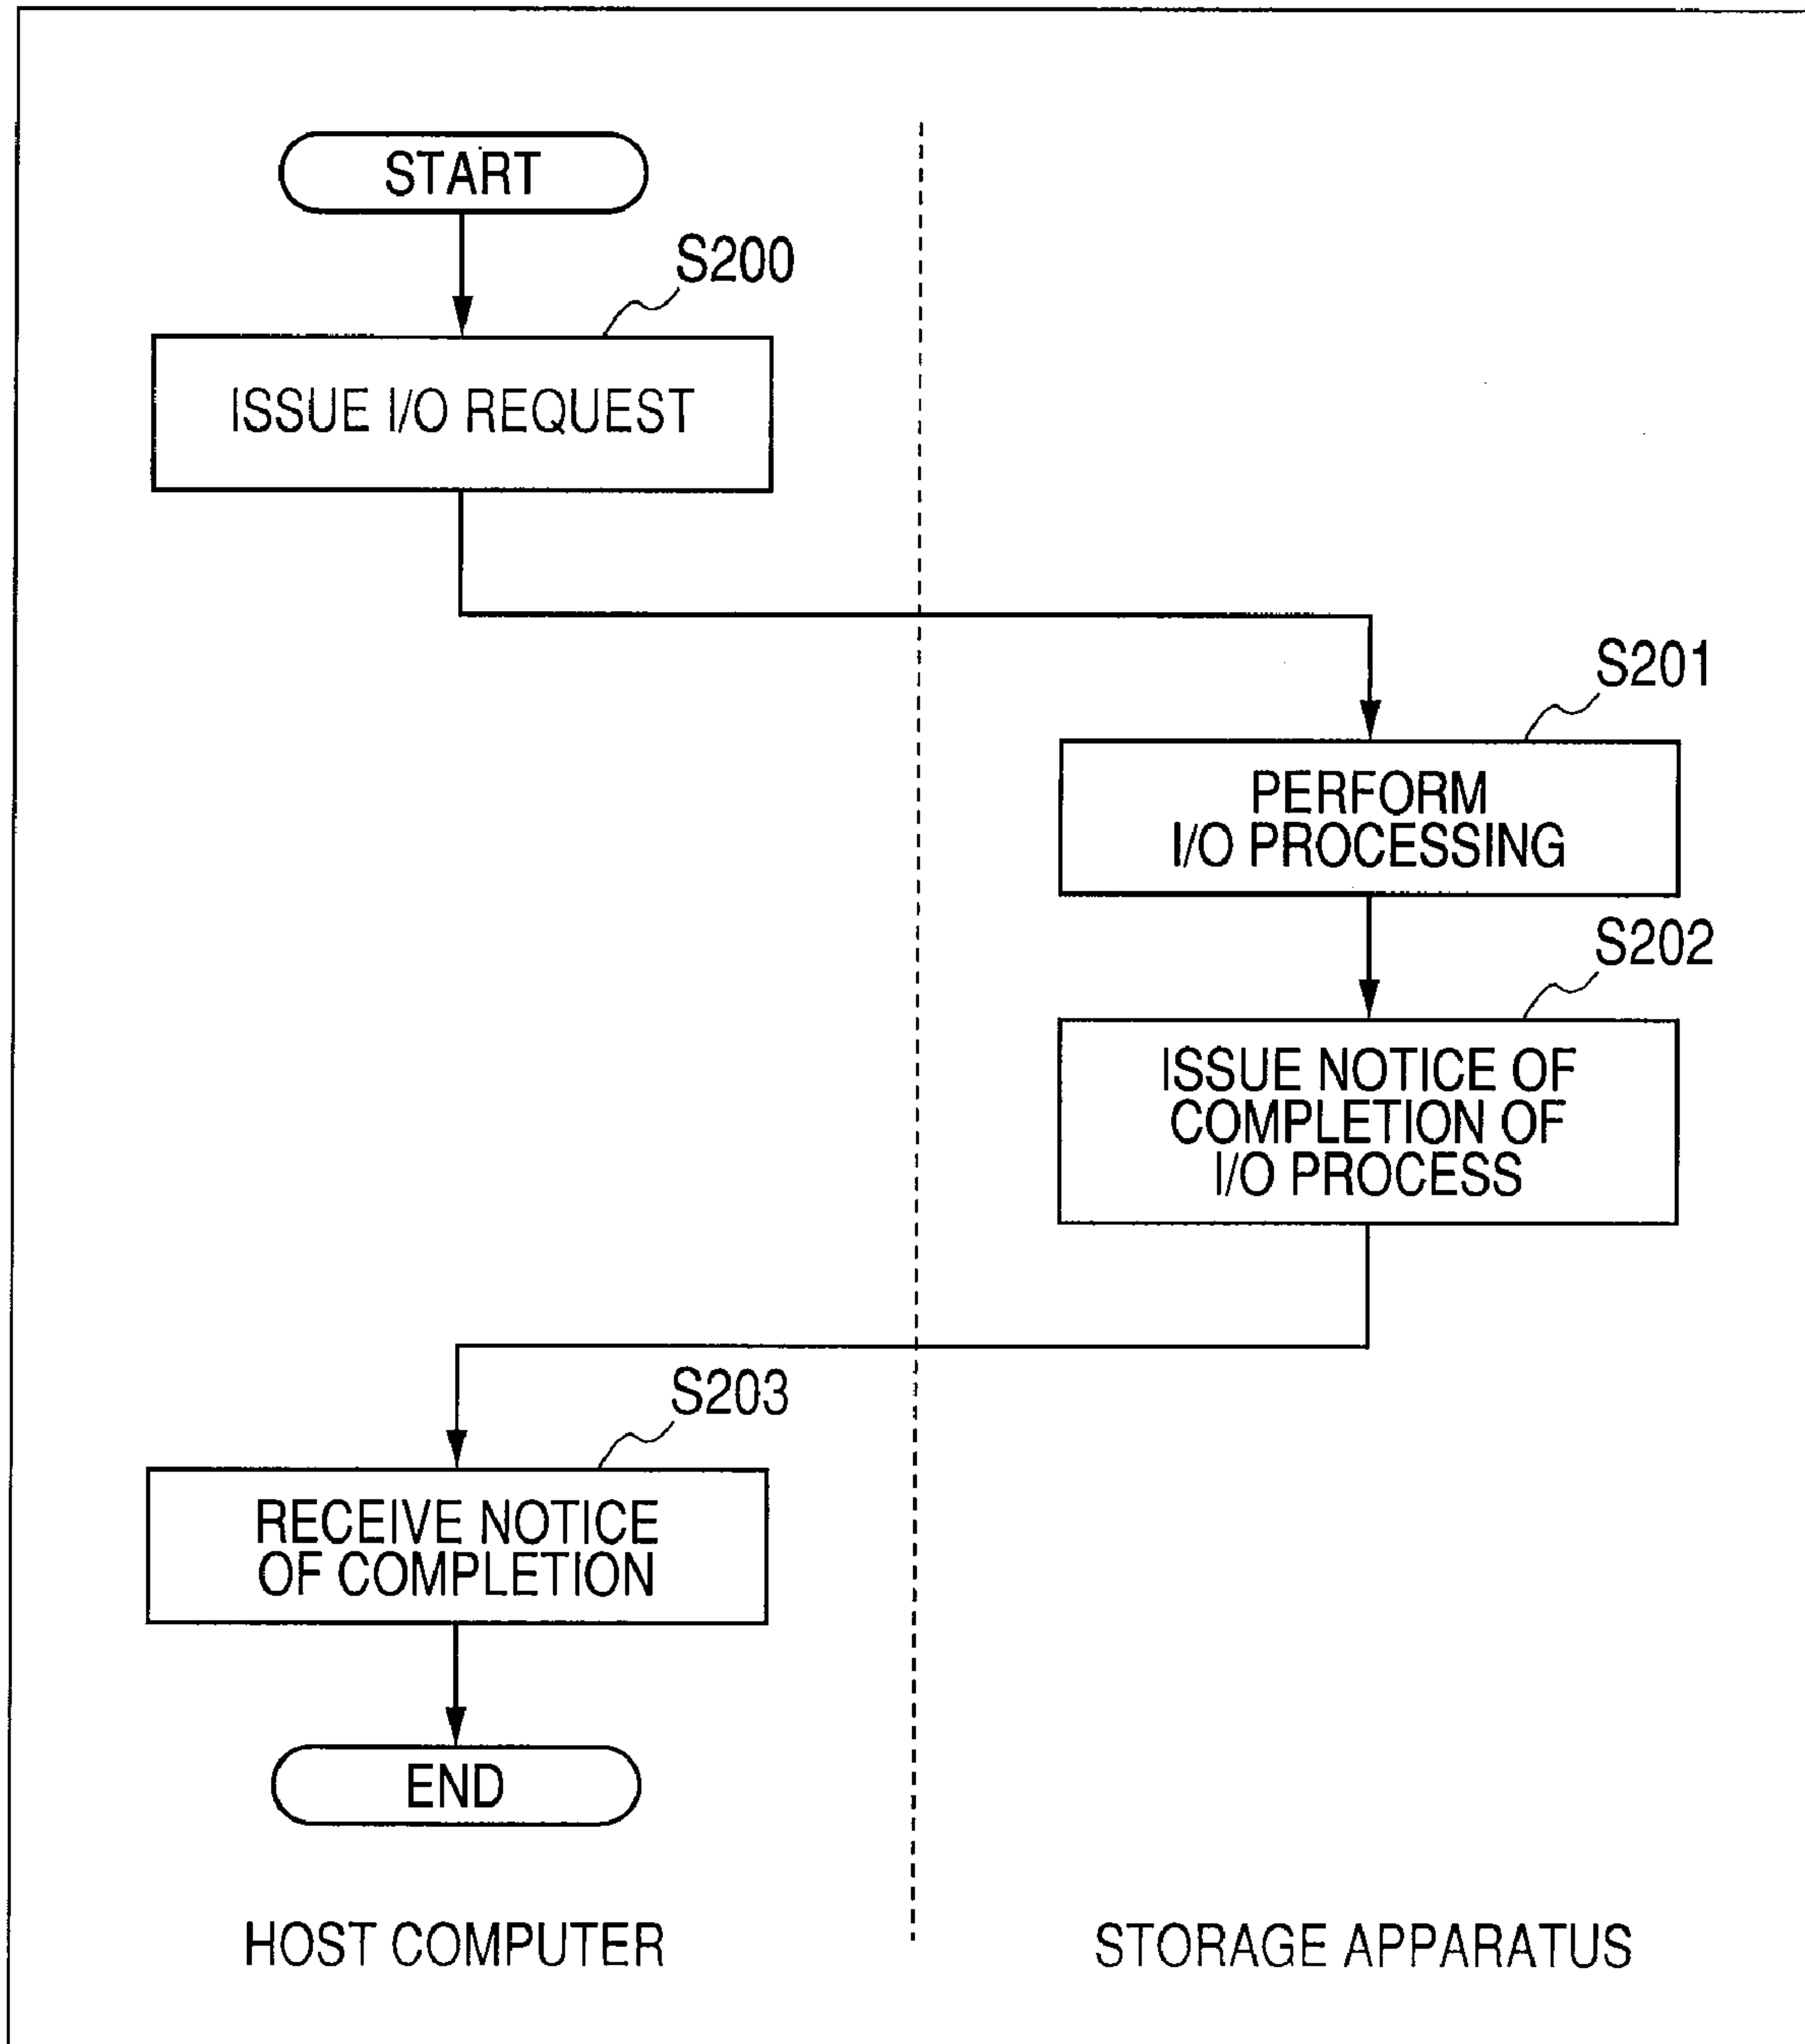 START
S200
ISSUE I/O REQUEST
S201
PERFORM
I/O PROCESSING
S202
ISSUE NOTICE OF
COMPLETION OF
I/O PROCESS
S203
RECEIVE NOTICE
OF COMPLETION
END
HOST COMPUTER
STORAGE APPARATUS